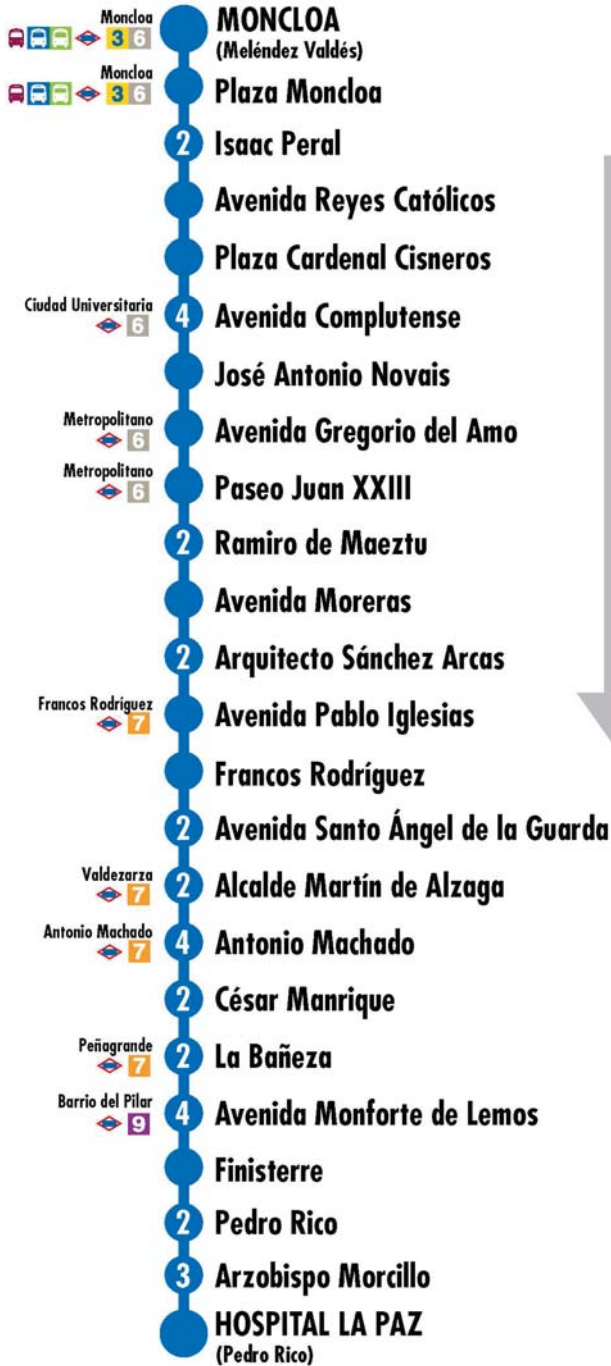 Moncloa
3 6
MONCLOA
(Meléndez Valdés)
Moncloa
3 6
Plaza Moncloa
2 Isaac Peral
Avenida Reyes Católicos
Plaza Cardenal Cisneros
Ciudad Universitaria
6
4 Avenida Complutense
José Antonio Novais
Metropolitano
6
Avenida Gregorio del Amo
Metropolitano
6
Paseo Juan XXIII
2 Ramiro de Maeztu
Avenida Moreras
2 Arquitecto Sánchez Arcas
Francos Rodríguez
7
Avenida Pablo Iglesias
Francos Rodríguez
2 Avenida Santo Ángel de la Guarda
Valdezarza
7
2 Alcalde Martín de Alzaga
Antonio Machado
7
4 Antonio Machado
2 César Manrique
Peñagrande
7
2 La Bañeza
Barrio del Pilar
9
4 Avenida Monforte de Lemos
Finisterre
2 Pedro Rico
3 Arzobispo Morcillo
HOSPITAL LA PAZ
(Pedro Rico)